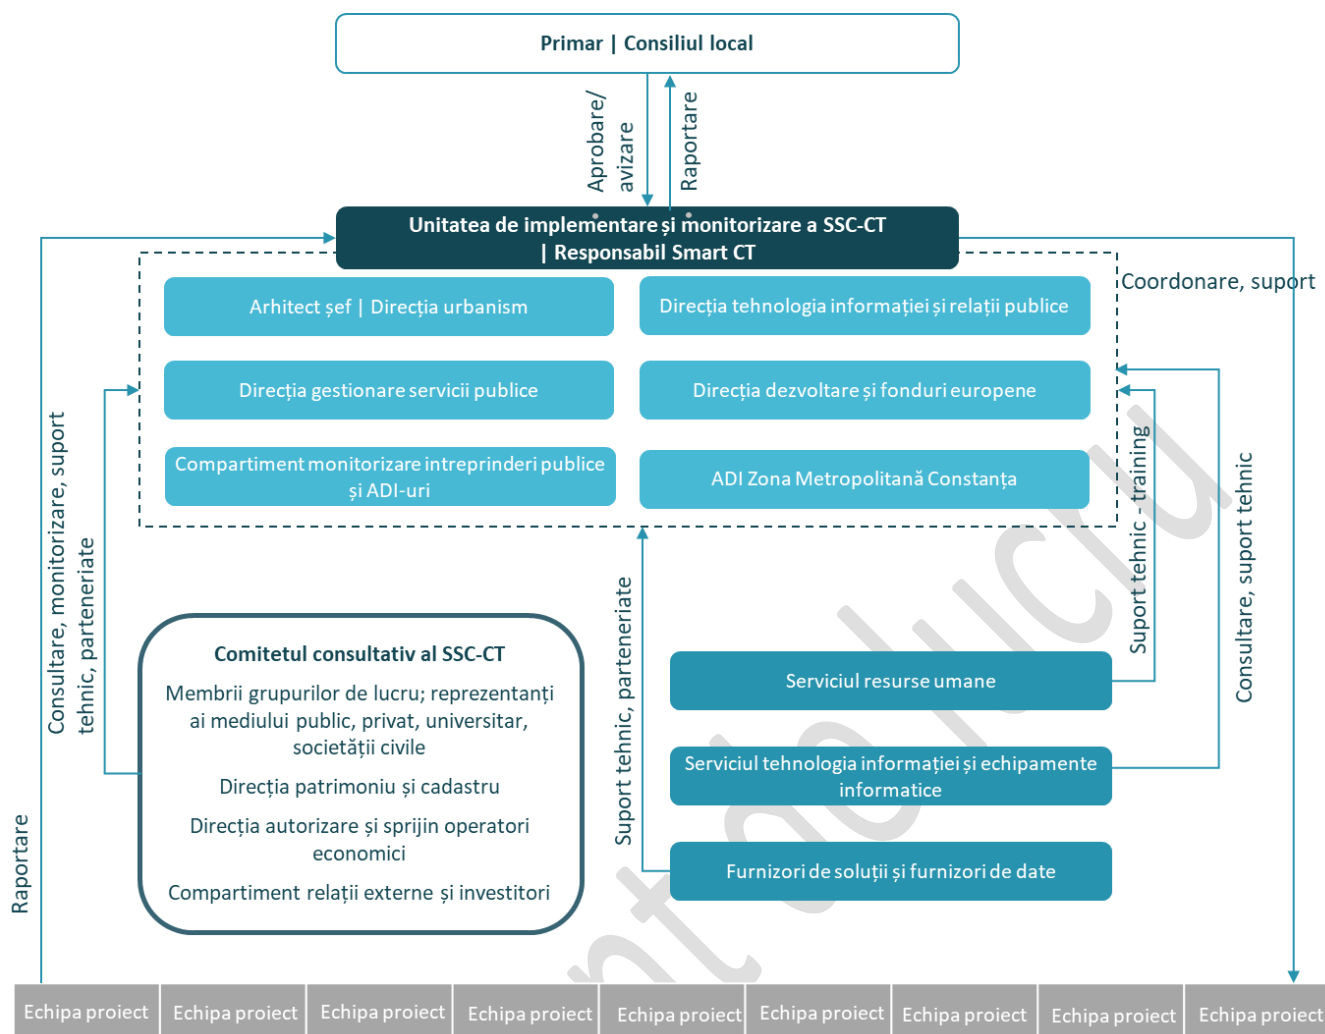 Primar | Consiliul local
Aprobare/
avizare
Raportare
Unitatea de implementare și monitorizare a SSC-CT
| Responsabil Smart CT
Coordonare, suport
Arhitect șef | Direcția urbanism
Direcția tehnologia informației și relații publice
Direcția gestionare servicii publice
Direcția dezvoltare și fonduri europene
Compartiment monitorizare intreprinderi publice
și ADI-uri
ADI Zona Metropolitană Constanța
Consultare, monitorizare, suport
tehnic, parteneriate
Suport tehnic, parteneriate
Suport tehnic - training
Consultare, suport tehnic
Comitetul consultativ al SSC-CT
Membrii grupurilor de lucru; reprezentanți
ai mediului public, privat, universitar,
societății civile
Direcția patrimoniu și cadastru
Direcția autorizare și sprijin operatori
economici
Compartiment relații externe și investitori
Serviciul resurse umane
Serviciul tehnologia informației și echipamente
informatice
Furnizori de soluții și furnizori de date
Raportare
Echipa proiect
Echipa proiect
Echipa proiect
Echipa proiect
Echipa proiect
Echipa proiect
Echipa proiect
Echipa proiect
Echipa proiect
de lucru